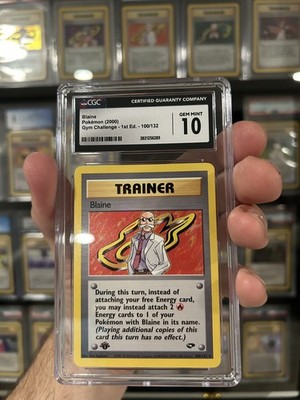 CGC
CERTIFIED GUARANTY COMPANY
Blaine
Pokémon (2000)
Gym Challenge - 1st Ed. - 100/132
GEM MINT
10
TRAINER
Blaine
During this turn, instead of
attaching your free Energy card,
you may instead attach 2
Energy cards to 1 of your
Pokémon with Blaine in its name.
(Playing additional copies of this
card this turn has no effect.)